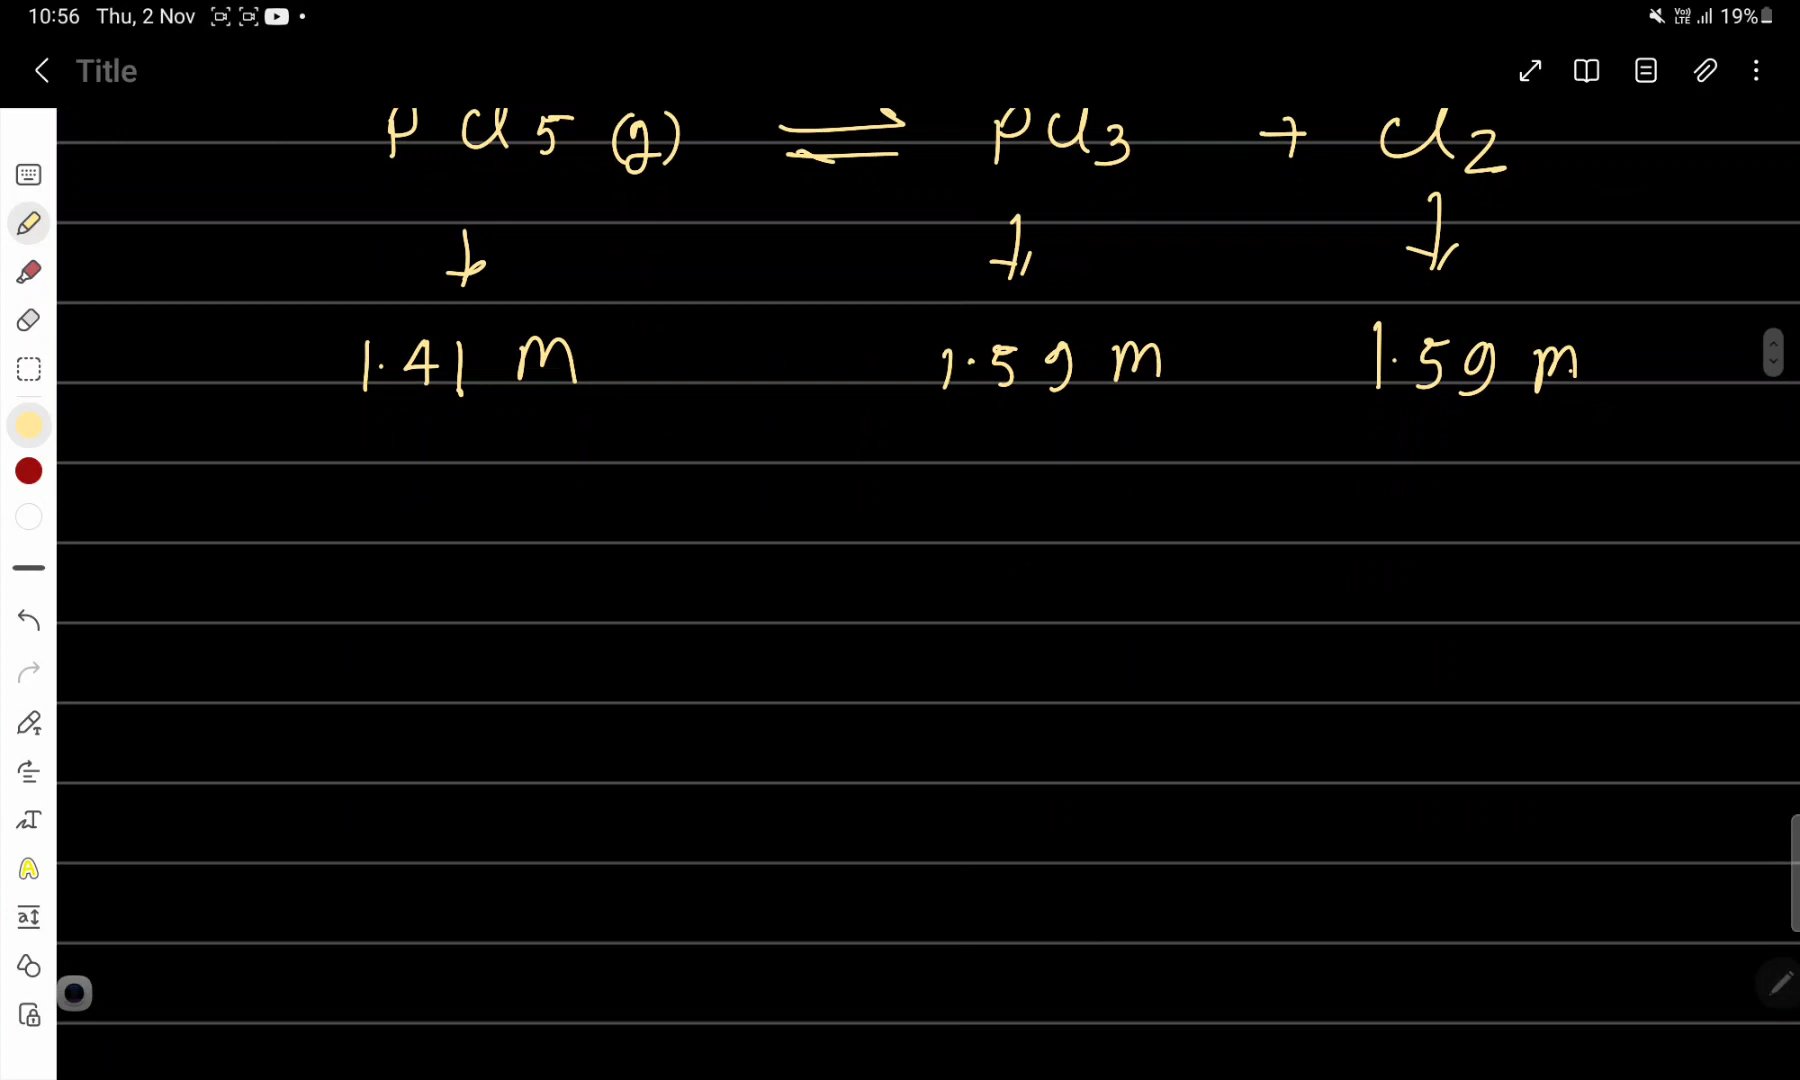 10:56 Thu, 2 Nov 19%
Title
PCl5 (g) ⇌ PCl3 + Cl2
↓ ↓ ↓
1.41 M 1.59 M 1.59 M